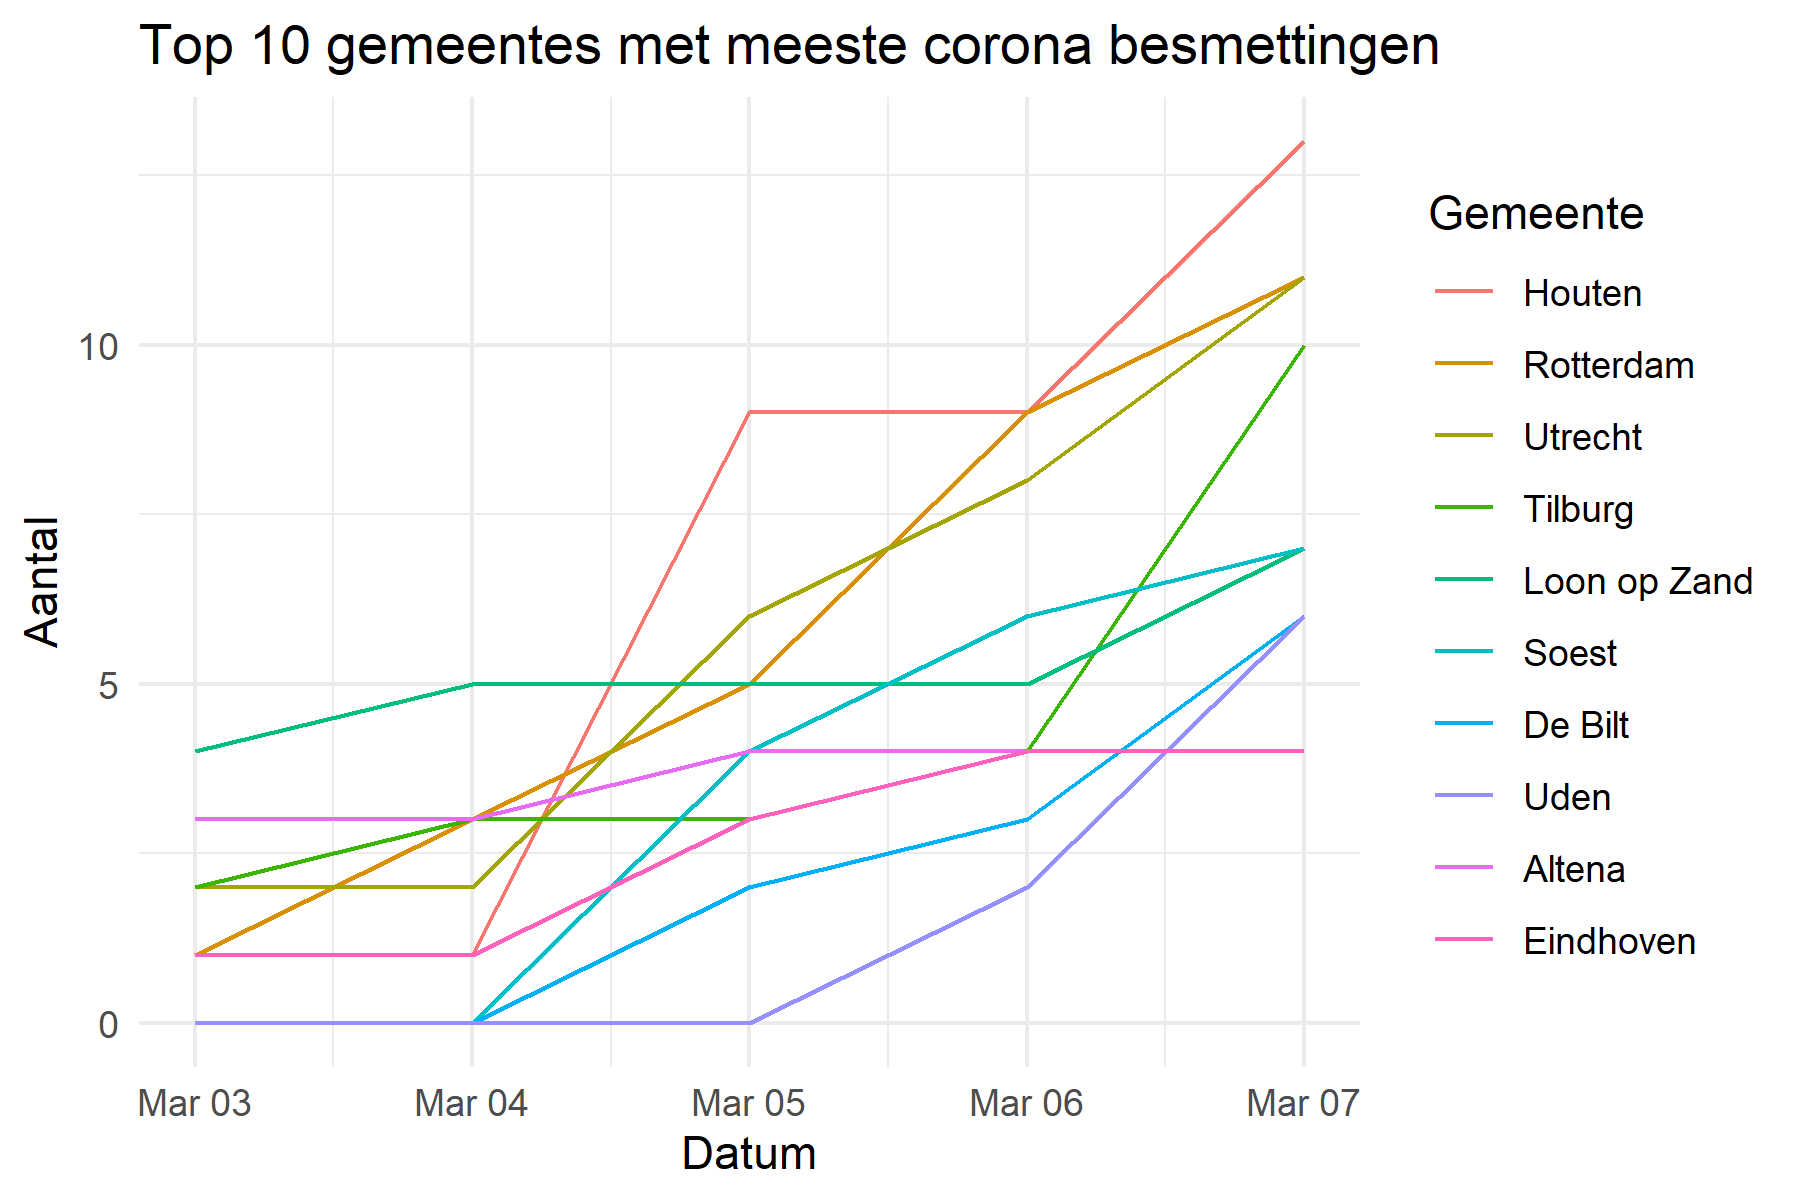 Top 10 gemeentes met meeste corona besmettingen
Aantal
10
5
0
Mar 03
Mar 04
Mar 05
Mar 06
Mar 07
Datum
Gemeente
Houten
Rotterdam
Utrecht
Tilburg
Loon op Zand
Soest
De Bilt
Uden
Altena
Eindhoven